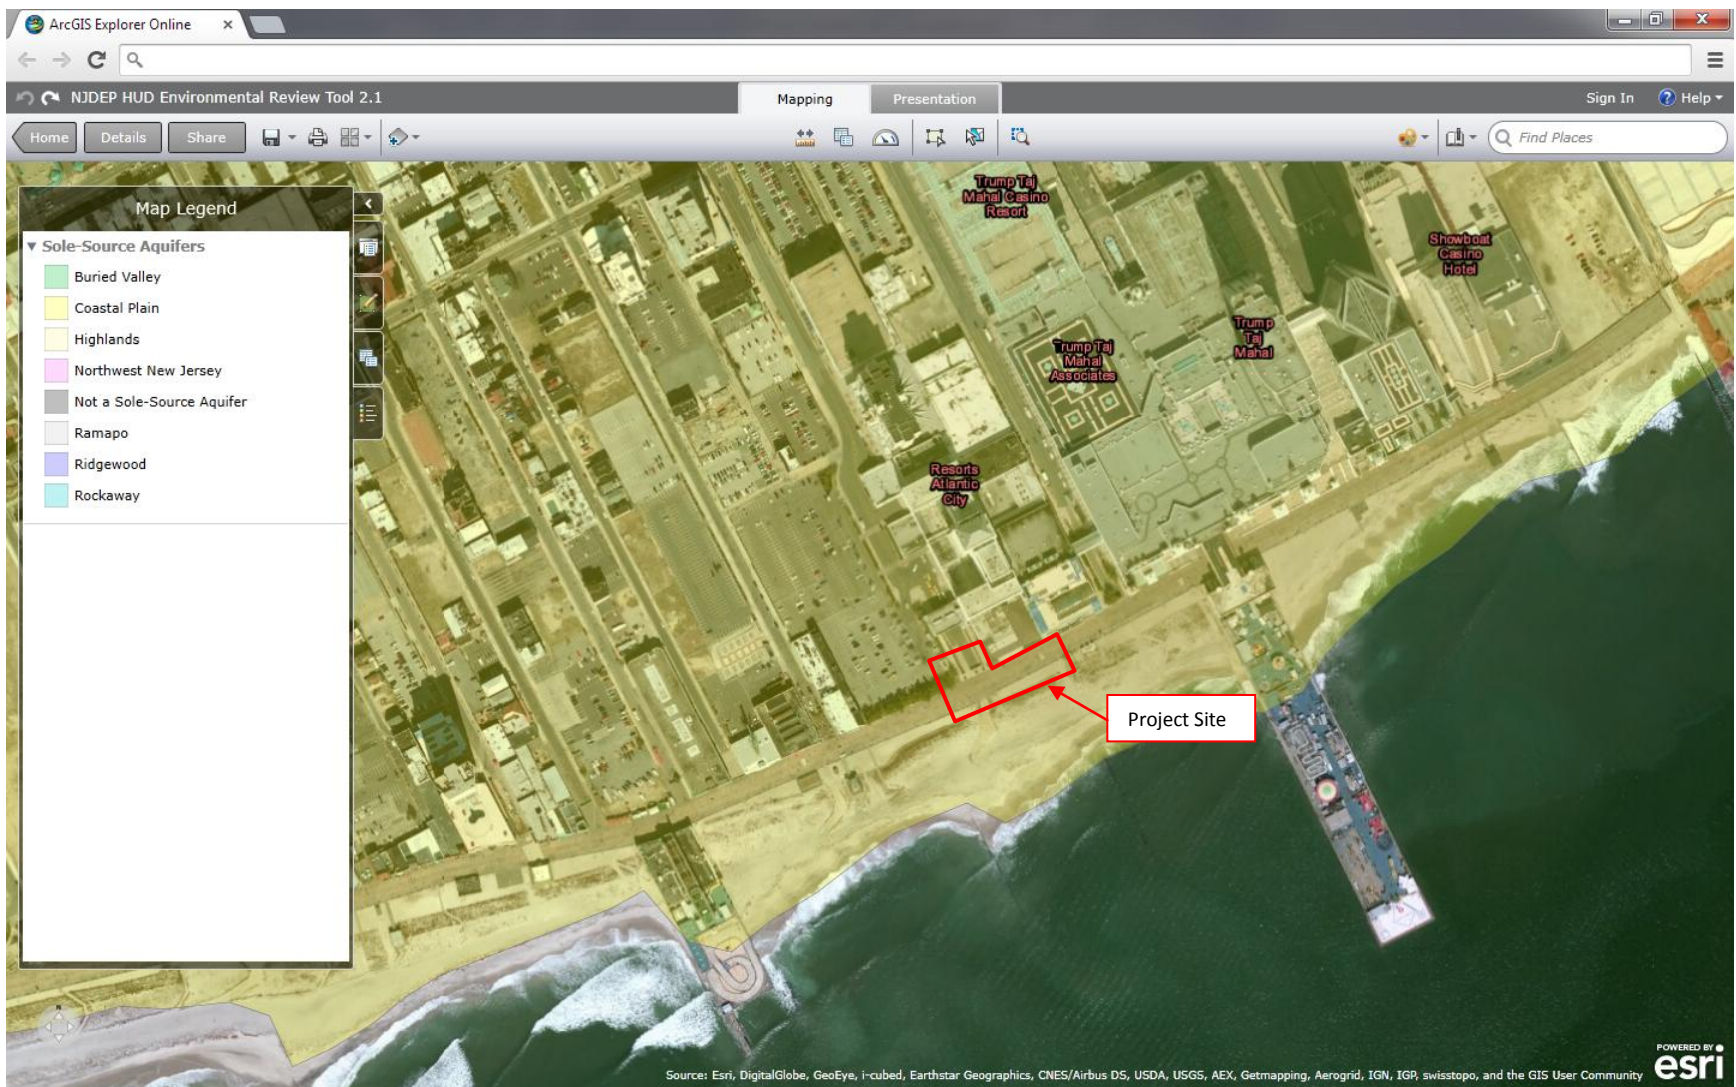 ArcGIS Explorer Online
NJDEP HUD Environmental Review Tool 2.1
Mapping
Presentation
Sign In
Help
Home
Details
Share
Find Places
Map Legend
Sole-Source Aquifers
Buried Valley
Coastal Plain
Highlands
Northwest New Jersey
Not a Sole-Source Aquifer
Ramapo
Ridgewood
Rockaway
Trump Taj
Mahal Casino
Resort
Showboat
Casino
Hotel
Trump
Taj
Mahal
Trump Taj
Mahal
Associates
Resorts
Atlantic
City
Project Site
N
POWERED BY
esri
Source: Esri, DigitalGlobe, GeoEye, i-cubed, Earthstar Geographics, CNES/Airbus DS, USDA, USGS, AEX, Getmapping, Aerogrid, IGN, IGP, swisstopo, and the GIS User Community